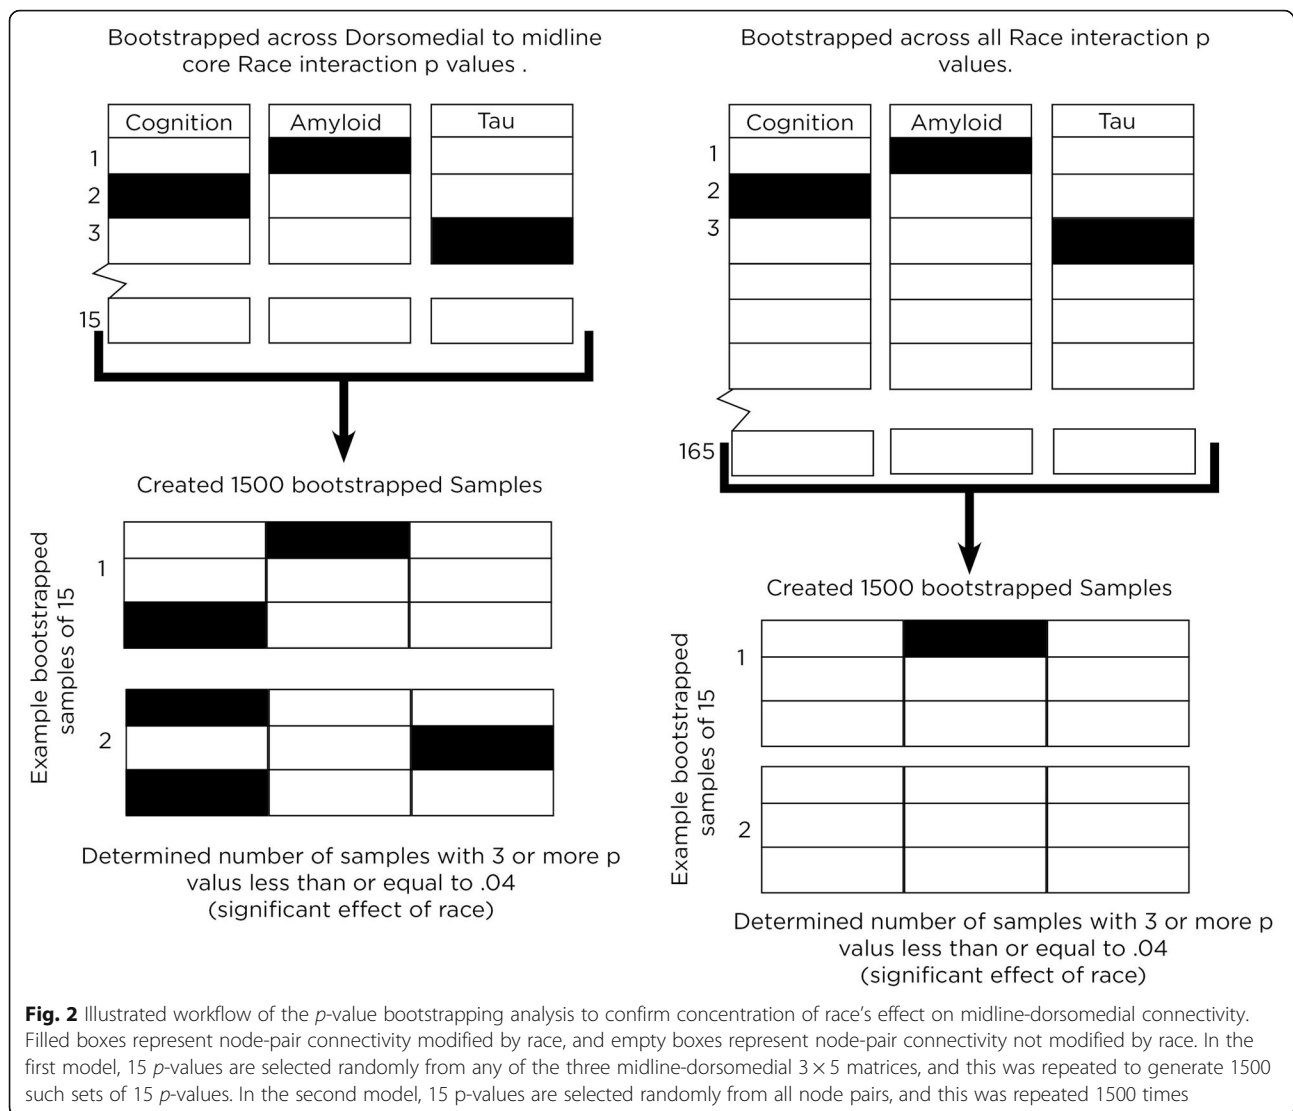 Bootstrapped across Dorsomedial to midline
core Race interaction p values .
Cognition
Amyloid
Tau
1
2
3
15
Created 1500 bootstrapped Samples
Example bootstrapped
samples of 15
1
2
Determined number of samples with 3 or more p
valus less than or equal to .04
(significant effect of race)
Bootstrapped across all Race interaction p
values.
Cognition
Amyloid
Tau
1
2
3
165
Created 1500 bootstrapped Samples
Example bootstrapped
samples of 15
1
2
Determined number of samples with 3 or more p
valus less than or equal to .04
(significant effect of race)
Fig. 2 Illustrated workflow of the p-value bootstrapping analysis to confirm concentration of race's effect on midline-dorsomedial connectivity.
Filled boxes represent node-pair connectivity modified by race, and empty boxes represent node-pair connectivity not modified by race. In the
first model, 15 p-values are selected randomly from any of the three midline-dorsomedial 3 × 5 matrices, and this was repeated to generate 1500
such sets of 15 p-values. In the second model, 15 p-values are selected randomly from all node pairs, and this was repeated 1500 times